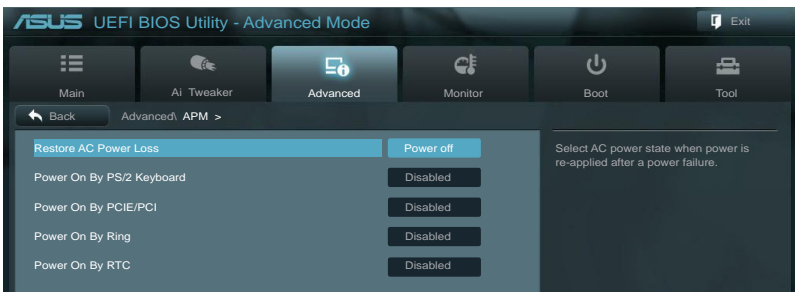 ASUS UEFI BIOS Utility - Advanced Mode
Exit
Main
Ai Tweaker
Advanced
Monitor
Boot
Tool
Back
Advanced\ APM >
Restore AC Power Loss Power off
Power On By PS/2 Keyboard Disabled
Power On By PCIE/PCI Disabled
Power On By Ring Disabled
Power On By RTC Disabled
Select AC power state when power is
re-applied after a power failure.